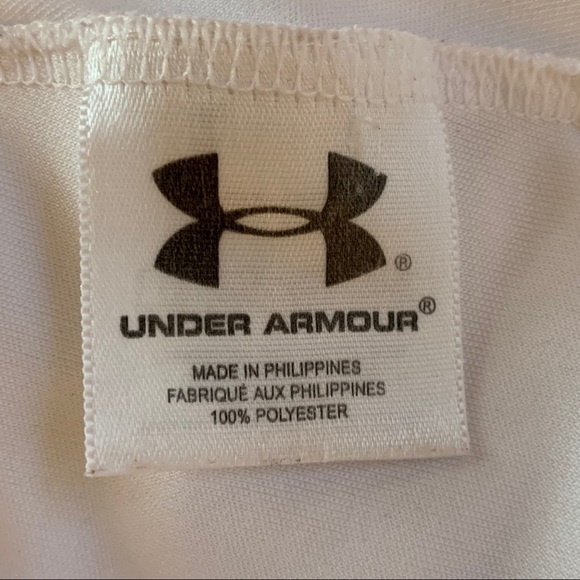 ®
UNDER ARMOUR®
MADE IN PHILIPPINES
FABRIQUÉ AUX PHILIPPINES
100% POLYESTER